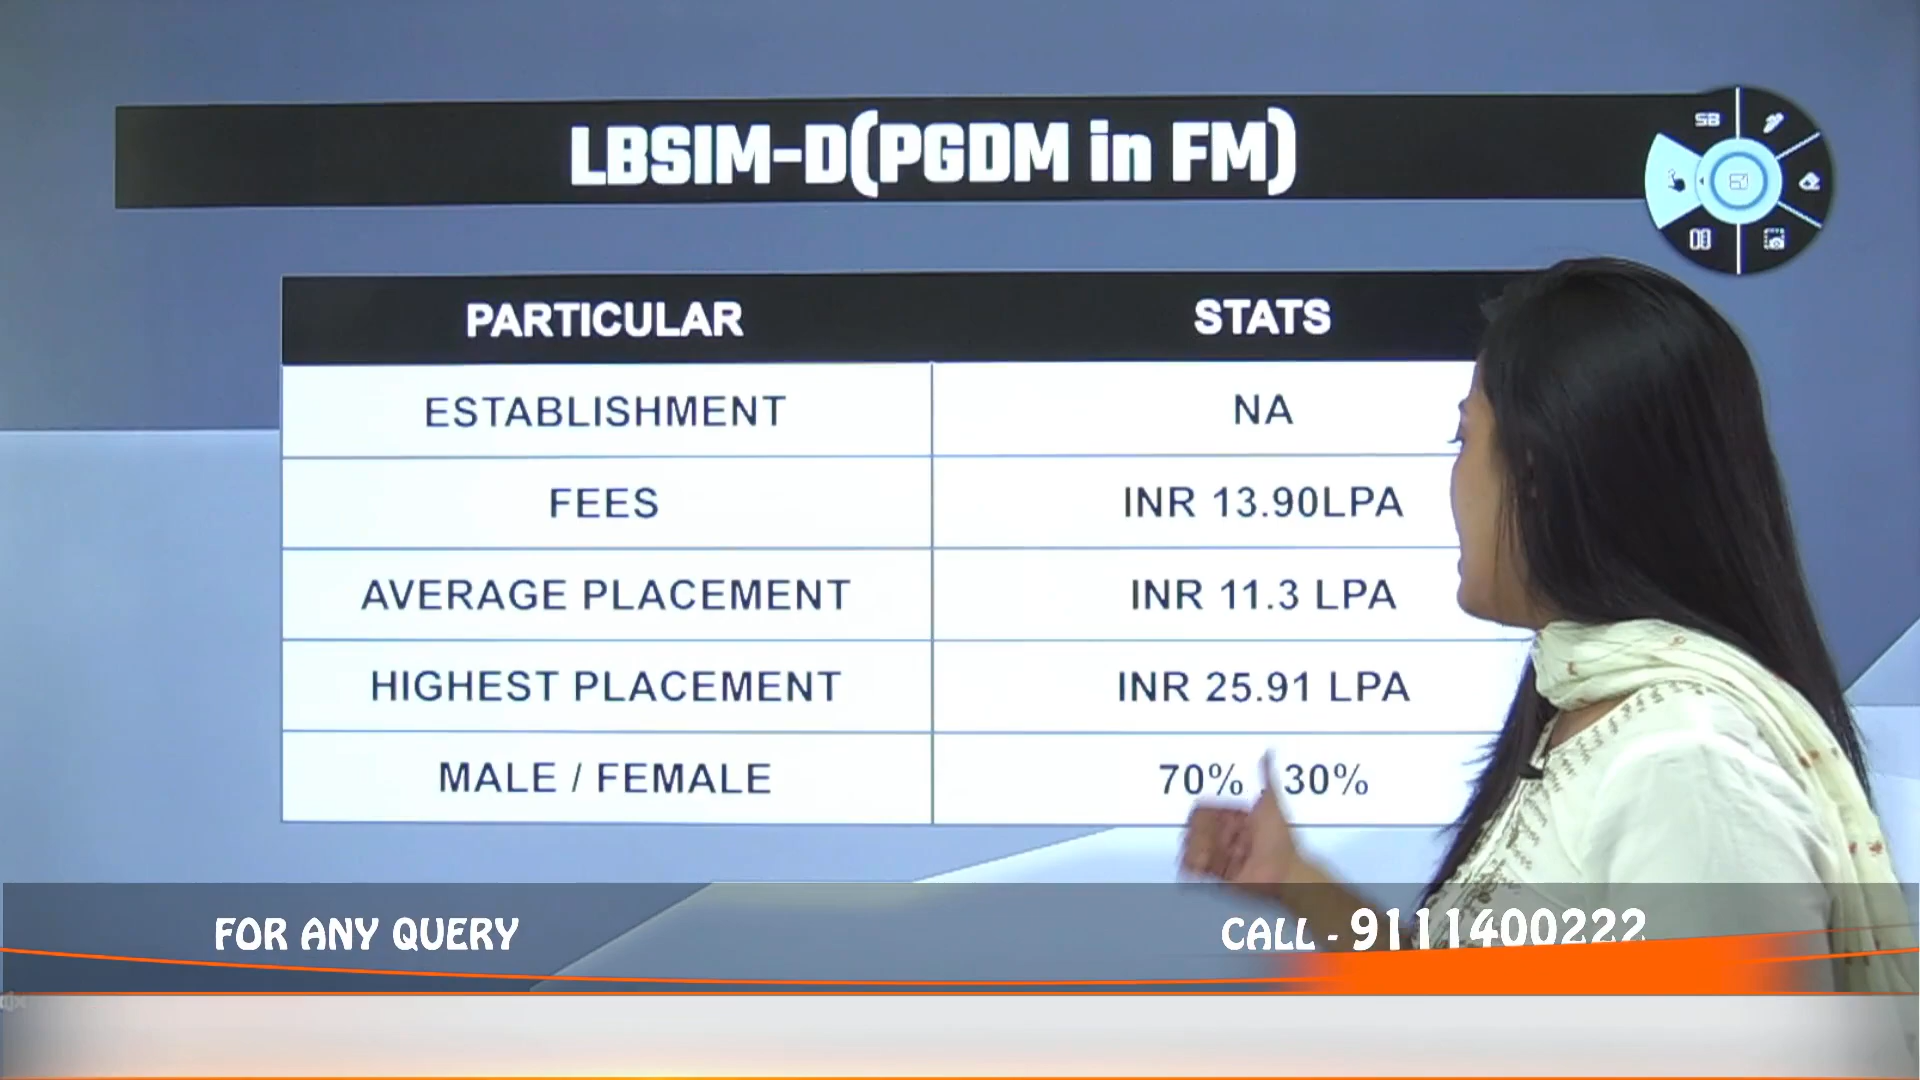 LBSIM-D(PGDM in FM)
SB
PARTICULAR STATS
ESTABLISHMENT NA
FEES INR 13.90LPA
AVERAGE PLACEMENT INR 11.3 LPA
HIGHEST PLACEMENT INR 25.91 LPA
MALE / FEMALE 70% 30%
FOR ANY QUERY CALL - 9111400222